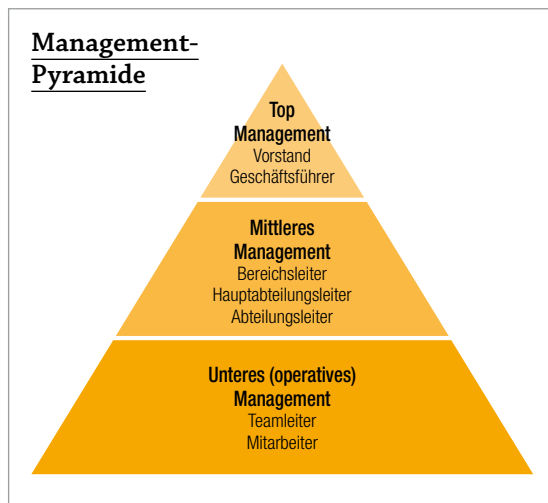 Management-
Pyramide
Top
Management
Vorstand
Geschäftsführer
Mittleres
Management
Bereichsleiter
Hauptabteilungsleiter
Abteilungsleiter
Unteres (operatives)
Management
Teamleiter
Mitarbeiter